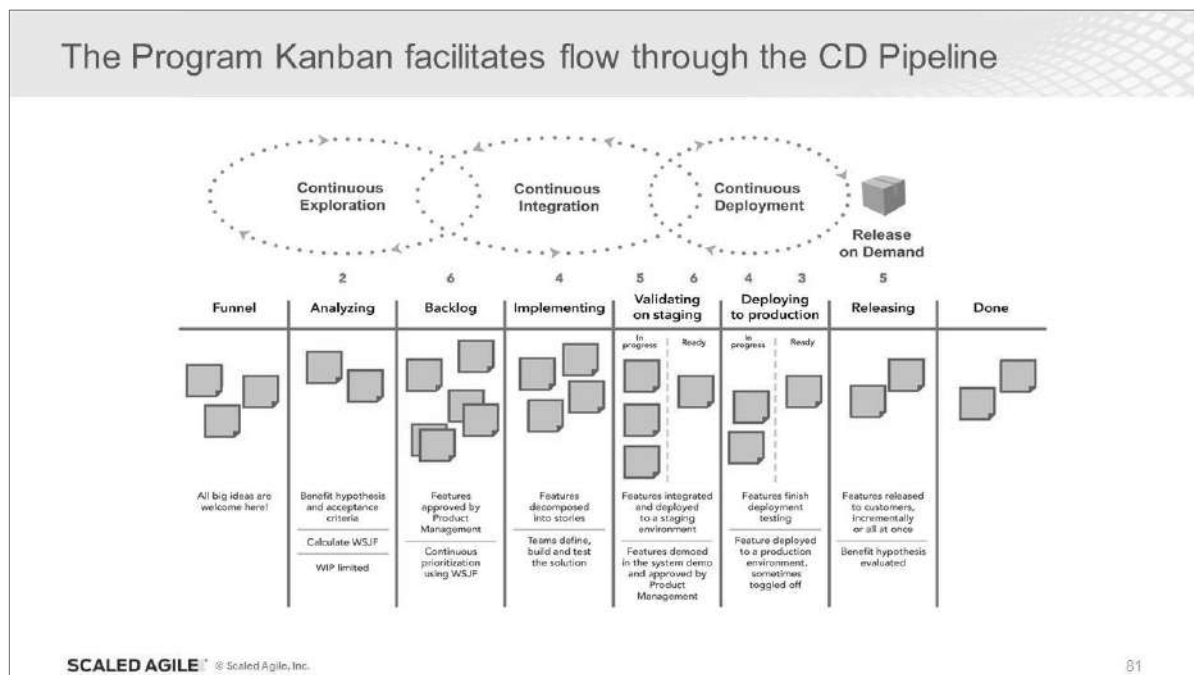 The Program Kanban facilitates flow through the CD Pipeline
Continuous
Exploration
Continuous
Integration
Continuous
Deployment
Release
on Demand
2
6
4
5
6
4
3
5
Funnel
Analyzing
Backlog
Implementing
Validating
on staging
Deploying
to production
Releasing
Done
In
progress
Ready
In
progress
Ready
All big ideas are
welcome here!
Benefit hypothesis
and acceptance
criteria
Calculate WSJF
WIP limited
Features
approved by
Product
Management
Continuous
prioritization
using WSJF
Features
decomposed
into stories
Teams define,
build and test
the solution
Features integrated
and deployed
to a staging
environment
Features demoed
in the system demo
and approved by
Product
Management
Features finish
deployment
testing
Feature deployed
to a production
environment,
sometimes
toggled off
Features released
to customers,
incrementally
or all at once
Benefit hypothesis
evaluated
SCALED AGILE © Scaled Agile, Inc.
81